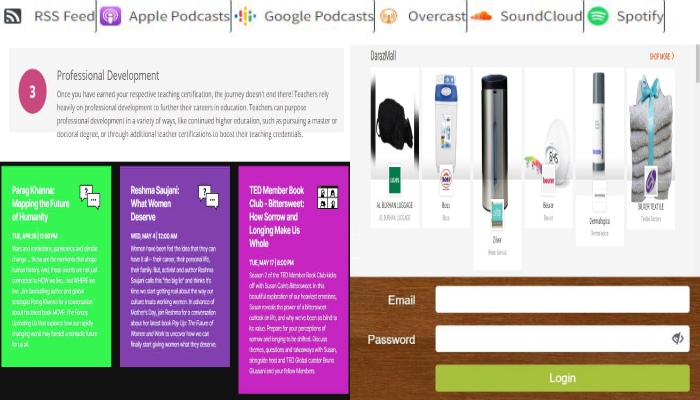 RSS Feed Apple Podcasts Google Podcasts Overcast SoundCloud Spotify
3
Professional Development
Once you have earned your respective teaching certification, the journey doesn't end there! Teachers rely
heavily on professional development to further their careers in education. Teachers can purpose
professional development in a variety of ways, like continued higher education, such as pursuing a master or
doctoral degree, or through additional teacher certifications to boost their teaching credentials.
DarazMall
SHOP MORE
AL BURHAN LUGGAGE
AL BURHAN LUGGAGE
Boss
Boss
Zilver
Beurer
Beurer
Dermalogica
Dermalogica
SILVER TEXTILE
Textile Factory
Parag Khanna:
Mapping the Future
of Humanity
TUE, APR 26 | 11:00 PM
Wars and revolutions, pandemics and climate
change ... these are the moments that shape
human history. And, these events are not just
connected to HOW we live... but WHERE we
live. Join bestselling author and global
strategist Parag Khanna for a conversation
about his latest book MOVE: The Forces
Uprooting Us that explores how our rapidly
changing world may foretell a nomadic future
for us all.
Reshma Saujani:
What Women
Deserve
WED, MAY 4 | 12:00 AM
Women have been fed the idea that they can
have it all-- their career, their personal life,
their family. But, activist and author Reshma
Saujani calls this "the big lie" and thinks it's
time we start getting real about the way our
culture treats working women. In advance of
Mother's Day, join Reshma for a conversation
about her latest book Pay Up: The Future of
Women and Work to uncover how we can
finally start giving women what they deserve.
TED Member Book
Club - Bittersweet:
How Sorrow and
Longing Make Us
Whole
TUE, MAY 17 | 8:00 PM
Season 2 of the TED Member Book Club kicks
off with Susan Cain's Bittersweet. In this
beautiful exploration of our heaviest emotions,
Susan reveals the power of a bittersweet
outlook on life, and why we've been so blind to
its value. Prepare for your perceptions of
sorrow and longing to be shifted. Discuss
themes, questions and takeaways with Susan,
alongside host and TED Global curator Bruno
Giussani and your fellow Members.
Email
Password
Login